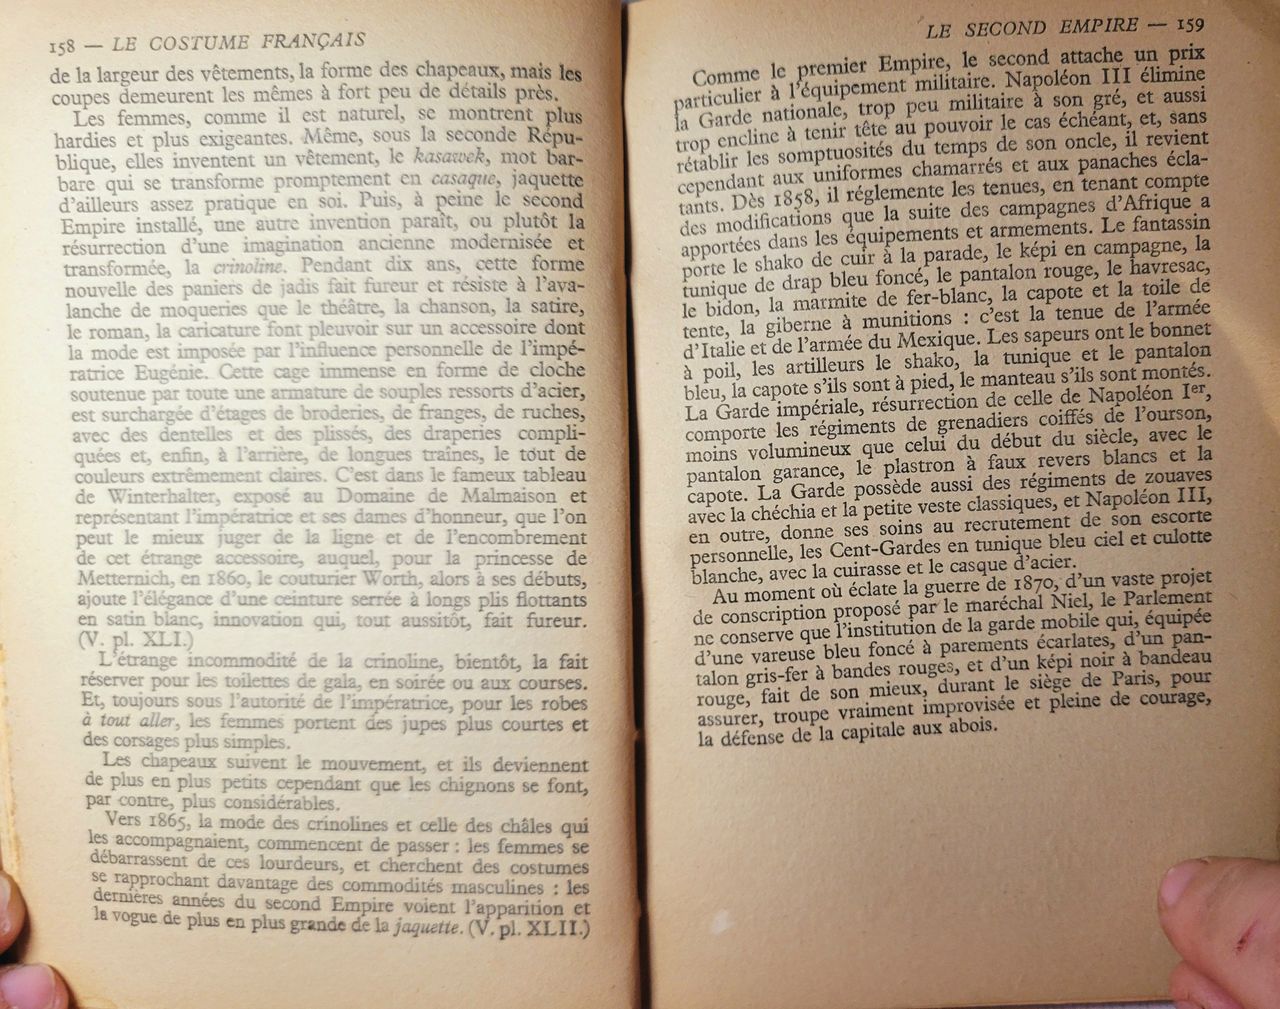 158 — LE COSTUME FRANÇAIS
de la largeur des vêtements, la forme des chapeaux, mais les
coupes demeurent les mêmes à fort peu de détails près.
Les femmes, comme il est naturel, se montrent plus
hardies et plus exigeantes. Même, sous la seconde Répu-
blique, elles inventent un vêtement, le kasawek, mot bar-
bare qui se transforme promptement en casaque, jaquette
d'ailleurs assez pratique en soi. Puis, à peine le second
Empire installé, une autre invention paraît, ou plutôt la
résurrection d'une imagination ancienne modernisée et
transformée, la crinoline. Pendant dix ans, cette forme
nouvelle des paniers de jadis fait fureur et résiste à l'ava-
lanche de moqueries que le théâtre, la chanson, la satire,
le roman, la caricature font pleuvoir sur un accessoire dont
la mode est imposée par l'influence personnelle de l'impé-
ratrice Eugénie. Cette cage immense en forme de cloche
soutenue par toute une armature de souples ressorts d'acier,
est surchargée d'étages de broderies, de franges, de ruches,
avec des dentelles et des plissés, des draperies compli-
quées et, enfin, à l'arrière, de longues traînes, le tout de
couleurs extrêmement claires. C'est dans le fameux tableau
de Winterhalter, exposé au Domaine de Malmaison et
représentant l'impératrice et ses dames d'honneur, que l'on
peut le mieux juger de la ligne et de l'encombrement
de cet étrange accessoire, auquel, pour la princesse de
Metternich, en 1860, le couturier Worth, alors à ses débuts,
ajoute l'élégance d'une ceinture serrée à longs plis flottants
en satin blanc, innovation qui, tout aussitôt, fait fureur.
(V. pl. XLI.)
L'étrange incommodité de la crinoline, bientôt, la fait
réserver pour les toilettes de gala, en soirée ou aux courses.
Et, toujours sous l'autorité de l'impératrice, pour les robes
à tout aller, les femmes portent des jupes plus courtes et
des corsages plus simples.
Les chapeaux suivent le mouvement, et ils deviennent
de plus en plus petits cependant que les chignons se font,
par contre, plus considérables.
Vers 1865, la mode des crinolines et celle des châles qui
les accompagnaient, commencent de passer : les femmes se
débarrassent de ces lourdeurs, et cherchent des costumes
se rapprochant davantage des commodités masculines : les
dernières années du second Empire voient l'apparition et
la vogue de plus en plus grande de la jaquette. (V. pl. XLII.)
LE SECOND EMPIRE — 159
Comme le premier Empire, le second attache un prix
particulier à l'équipement militaire. Napoléon III élimine
la Garde nationale, trop peu militaire à son gré, et aussi
trop encline à tenir tête au pouvoir le cas échéant, et, sans
rétablir les somptuosités du temps de son oncle, il revient
cependant aux uniformes chamarrés et aux panaches écla-
tants. Dès 1858, il réglemente les tenues, en tenant compte
des modifications que la suite des campagnes d'Afrique a
apportées dans les équipements et armements. Le fantassin
porte le shako de cuir à la parade, le képi en campagne, la
tunique de drap bleu foncé, le pantalon rouge, le havresac,
le bidon, la marmite de fer-blanc, la capote et la toile de
tente, la giberne à munitions : c'est la tenue de l'armée
d'Italie et de l'armée du Mexique. Les sapeurs ont le bonnet
à poil, les artilleurs le shako, la tunique et le pantalon
bleu, la capote s'ils sont à pied, le manteau s'ils sont montés.
La Garde impériale, résurrection de celle de Napoléon Ier,
comporte les régiments de grenadiers coiffés de l'ourson,
moins volumineux que celui du début du siècle, avec le
pantalon garance, le plastron à faux revers blancs et la
capote. La Garde possède aussi des régiments de zouaves
avec la chéchia et la petite veste classiques, et Napoléon III,
en outre, donne ses soins au recrutement de son escorte
personnelle, les Cent-Gardes en tunique bleu ciel et culotte
blanche, avec la cuirasse et le casque d'acier.
Au moment où éclate la guerre de 1870, d'un vaste projet
de conscription proposé par le maréchal Niel, le Parlement
ne conserve que l'institution de la garde mobile qui, équipée
d'une vareuse bleu foncé à parements écarlates, d'un pan-
talon gris-fer à bandes rouges, et d'un képi noir à bandeau
rouge, fait de son mieux, durant le siège de Paris, pour
assurer, troupe vraiment improvisée et pleine de courage,
la défense de la capitale aux abois.